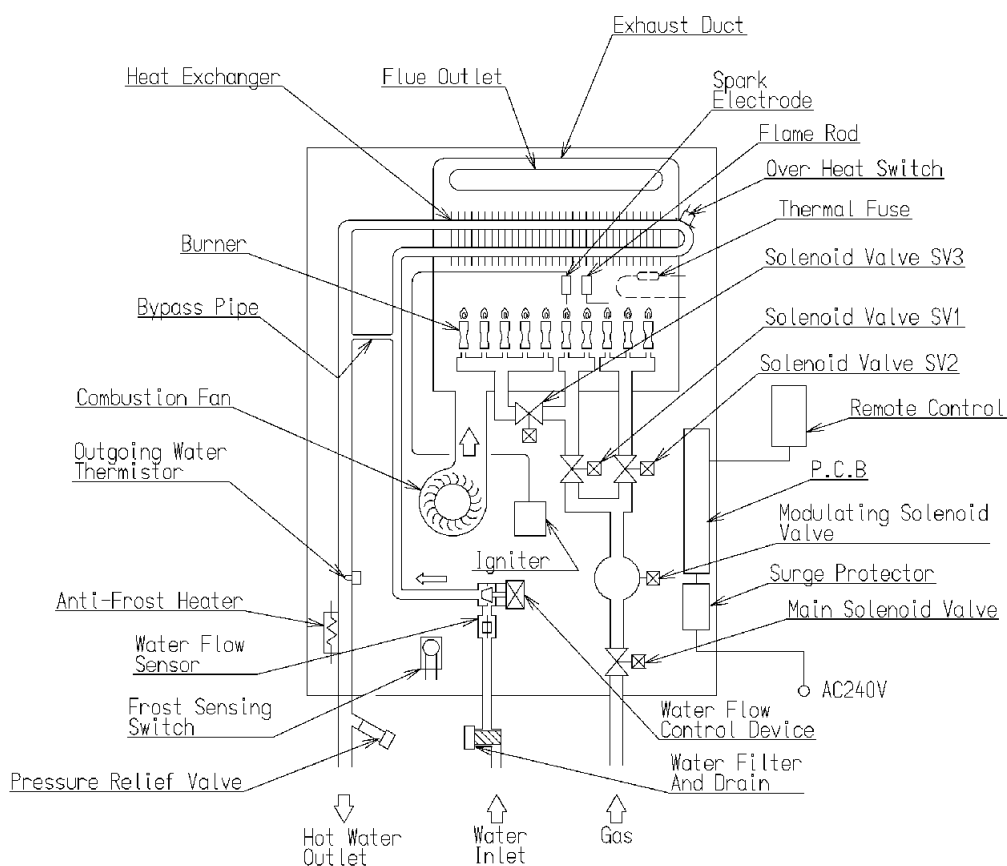 Exhaust Duct
Heat Exchanger
Flue Outlet
Spark
Electrode
Flame Rod
Over Heat Switch
Thermal Fuse
Burner
Solenoid Valve SV3
Bypass Pipe
Solenoid Valve SV1
Solenoid Valve SV2
Combustion Fan
Remote Control
Outgoing Water
Thermistor
P.C.B
Modulating Solenoid
Valve
Igniter
Surge Protector
Anti-Frost Heater
Main Solenoid Valve
Water Flow
Sensor
AC240V
Frost Sensing
Switch
Water Flow
Control Device
Pressure Relief Valve
Water Filter
And Drain
Hot Water
Outlet
Water
Inlet
Gas